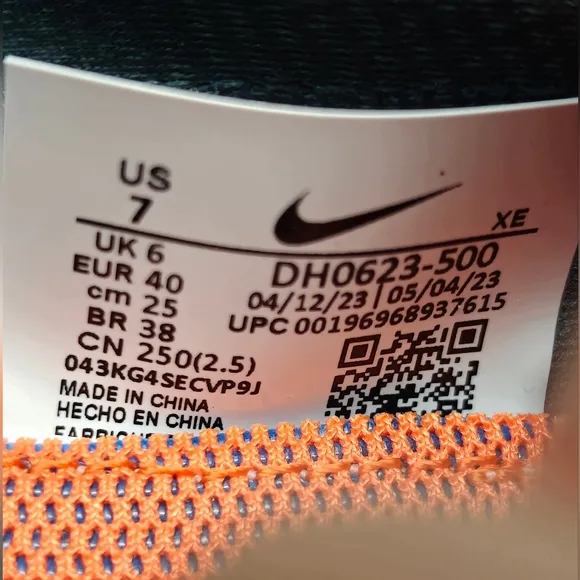 US
7
XE
UK 6
EUR 40
cm 25
BR 38
CN 250(2.5)
043KG4SECVP9J
MADE IN CHINA
HECHO EN CHINA
DH0623-500
04/12/23 | 05/04/23
UPC 00196968937615